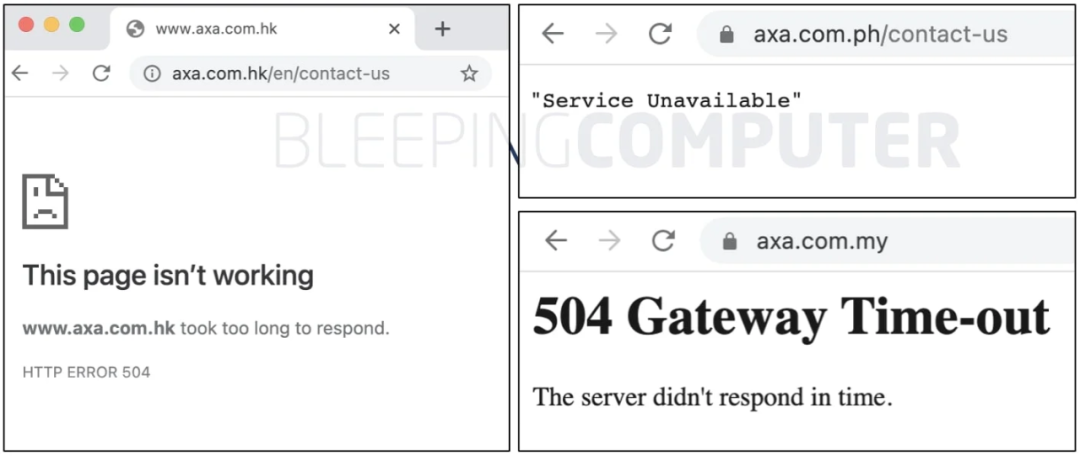 www.axa.com.hk
axa.com.hk/en/contact-us
This page isn't working
www.axa.com.hk took too long to respond.
HTTP ERROR 504
axa.com.ph/contact-us
"Service Unavailable"
BLEEPINGCOMPUTER
axa.com.my
504 Gateway Time-out
The server didn't respond in time.